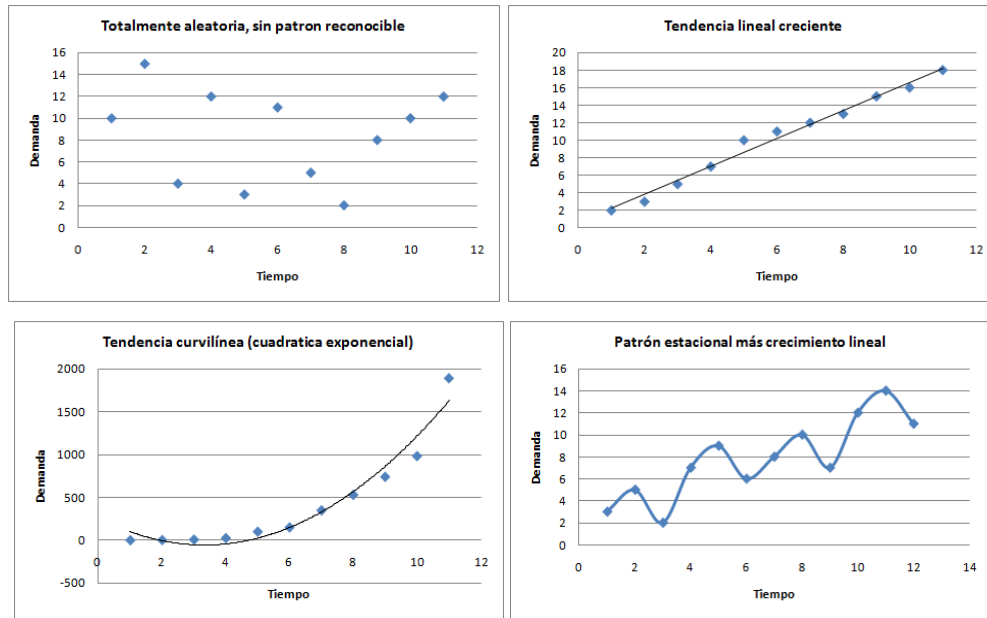 Totalmente aleatoria, sin patron reconocible
16
14
12
10
8
6
4
2
0
Demanda
0 2 4 6 8 10 12
Tiempo
Tendencia lineal creciente
20
18
16
14
12
10
8
6
4
2
0
Demanda
0 2 4 6 8 10 12
Tiempo
Tendencia curvilínea (cuadratica exponencial)
2000
1500
1000
500
0
-500
Demanda
0 2 4 6 8 10 12
Tiempo
Patrón estacional más crecimiento lineal
16
14
12
10
8
6
4
2
0
Demanda
0 2 4 6 8 10 12 14
Tiempo